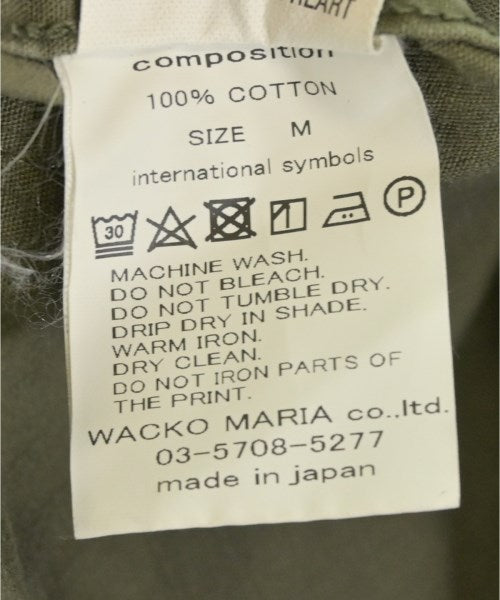 HEART
composition
100% COTTON
SIZE M
international symbols
30 P
MACHINE WASH.
DO NOT BLEACH.
DO NOT TUMBLE DRY.
DRIP DRY IN SHADE.
WARM IRON.
DRY CLEAN.
DO NOT IRON PARTS OF
THE PRINT.
WACKO MARIA co.,ltd.
03-5708-5277
made in japan